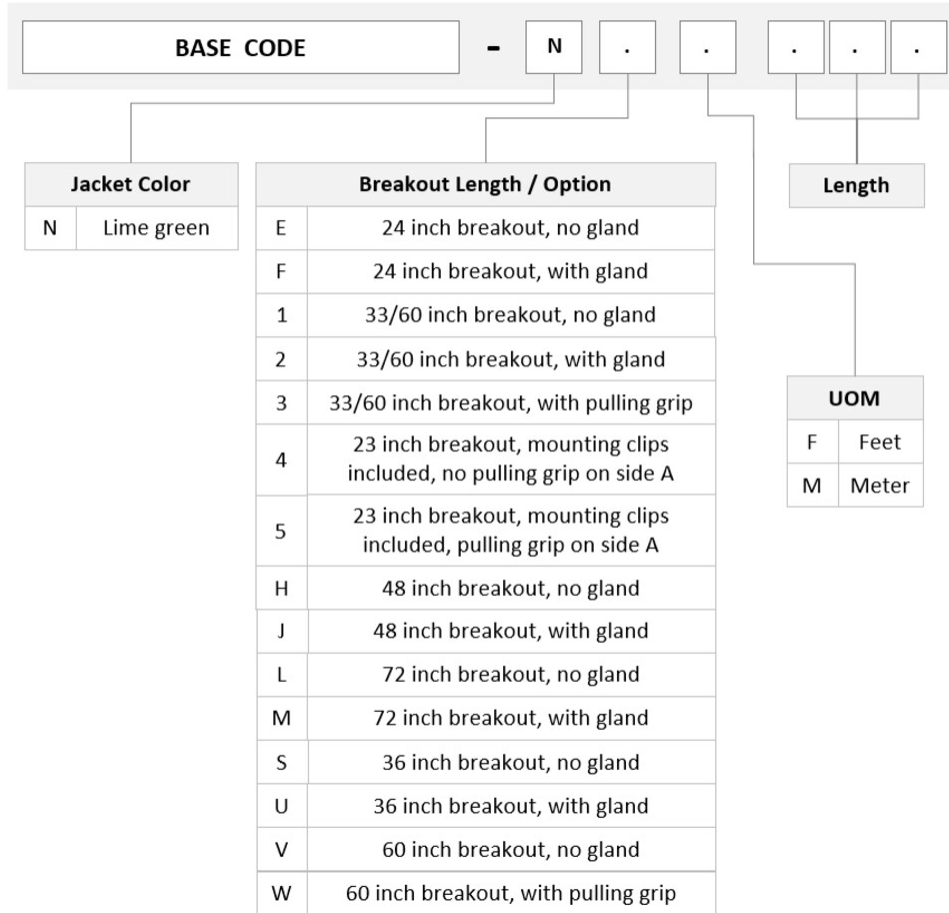 BASE CODE - N . . . . .
Jacket Color
N Lime green
Breakout Length / Option
E 24 inch breakout, no gland
F 24 inch breakout, with gland
1 33/60 inch breakout, no gland
2 33/60 inch breakout, with gland
3 33/60 inch breakout, with pulling grip
4 23 inch breakout, mounting clips
included, no pulling grip on side A
5 23 inch breakout, mounting clips
included, pulling grip on side A
H 48 inch breakout, no gland
J 48 inch breakout, with gland
L 72 inch breakout, no gland
M 72 inch breakout, with gland
S 36 inch breakout, no gland
U 36 inch breakout, with gland
V 60 inch breakout, no gland
W 60 inch breakout, with pulling grip
Length
UOM
F Feet
M Meter